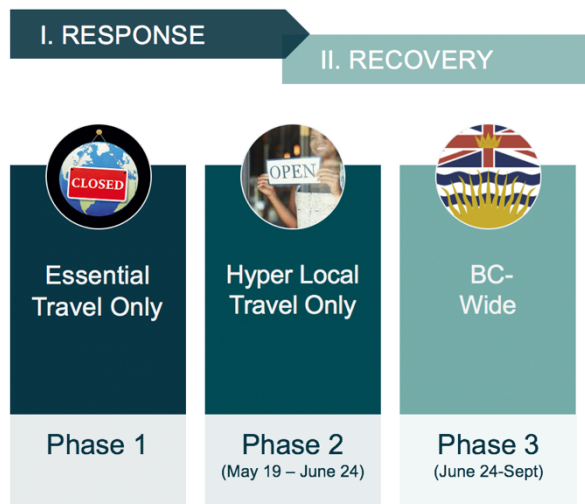 I. RESPONSE
II. RECOVERY
CLOSED
OPEN
Essential
Travel Only
Hyper Local
Travel Only
BC-
Wide
Phase 1
Phase 2
(May 19 – June 24)
Phase 3
(June 24-Sept)